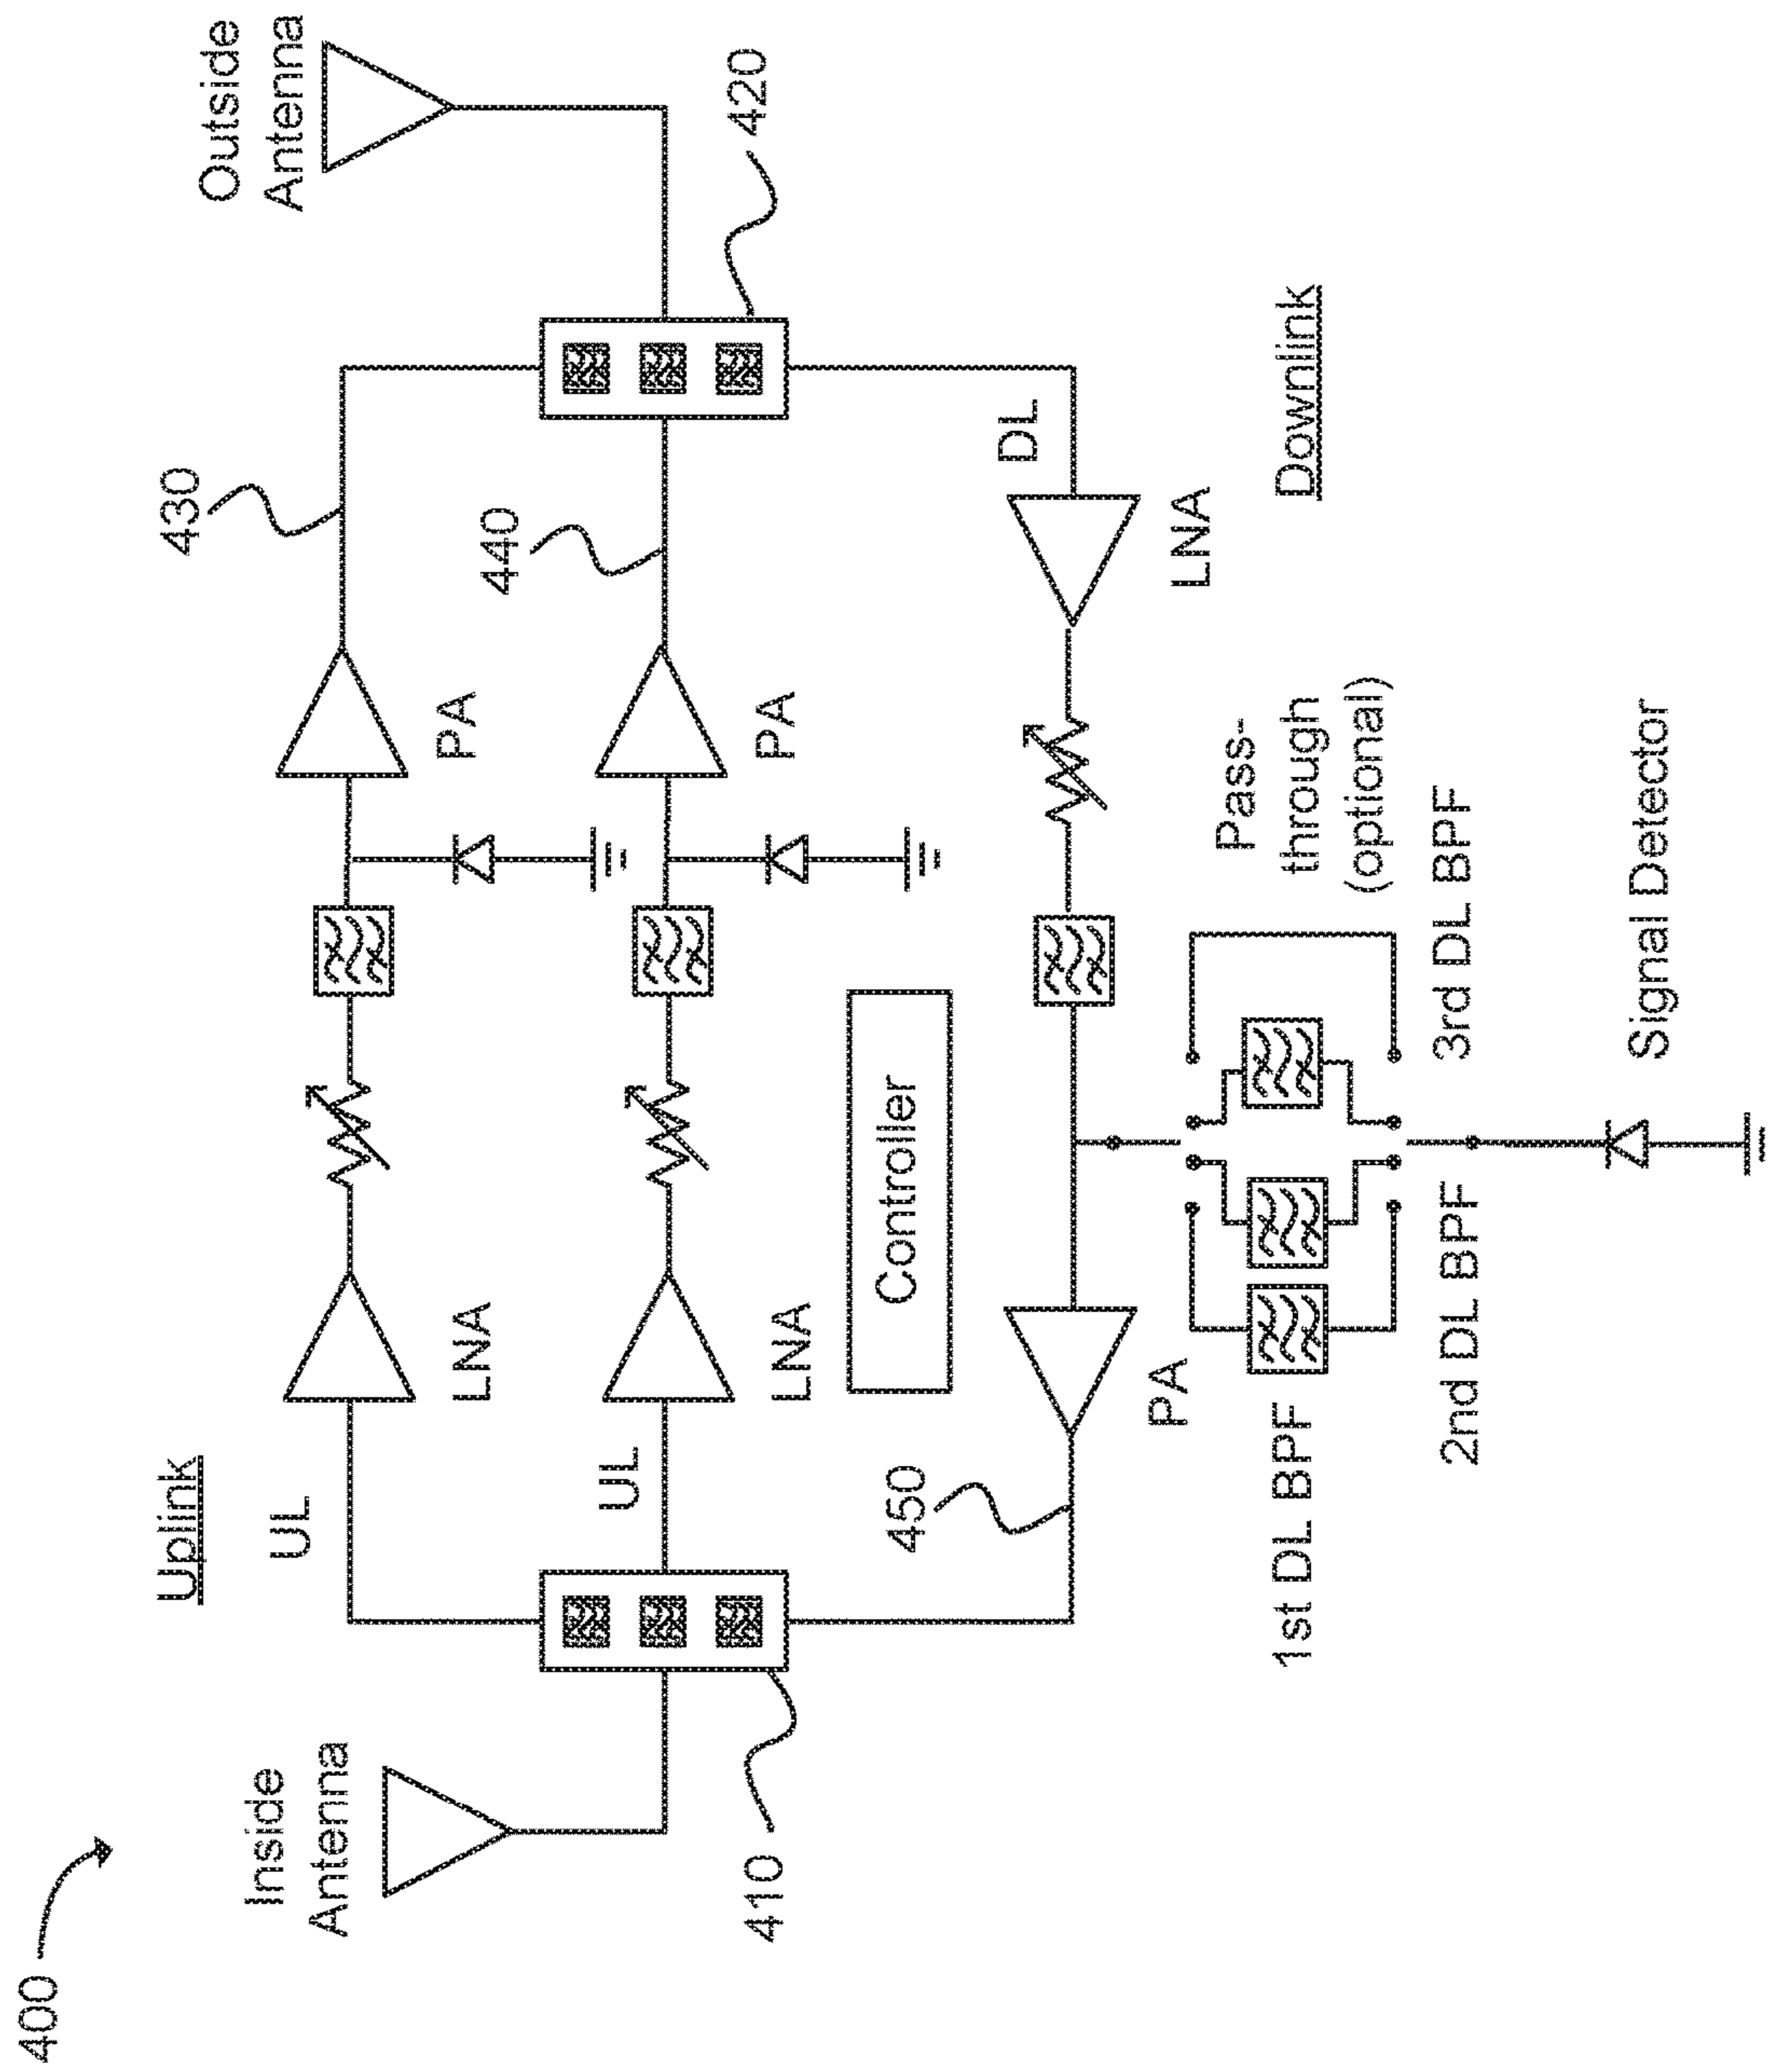 400
Uplink
Downlink
Inside
Antenna
Outside
Antenna
410
420
UL
LNA
PA
430
UL
LNA
PA
440
Controller
450
PA
LNA
DL
1st DL BPF
2nd DL BPF
3rd DL BPF
Pass-
through
(optional)
Signal Detector